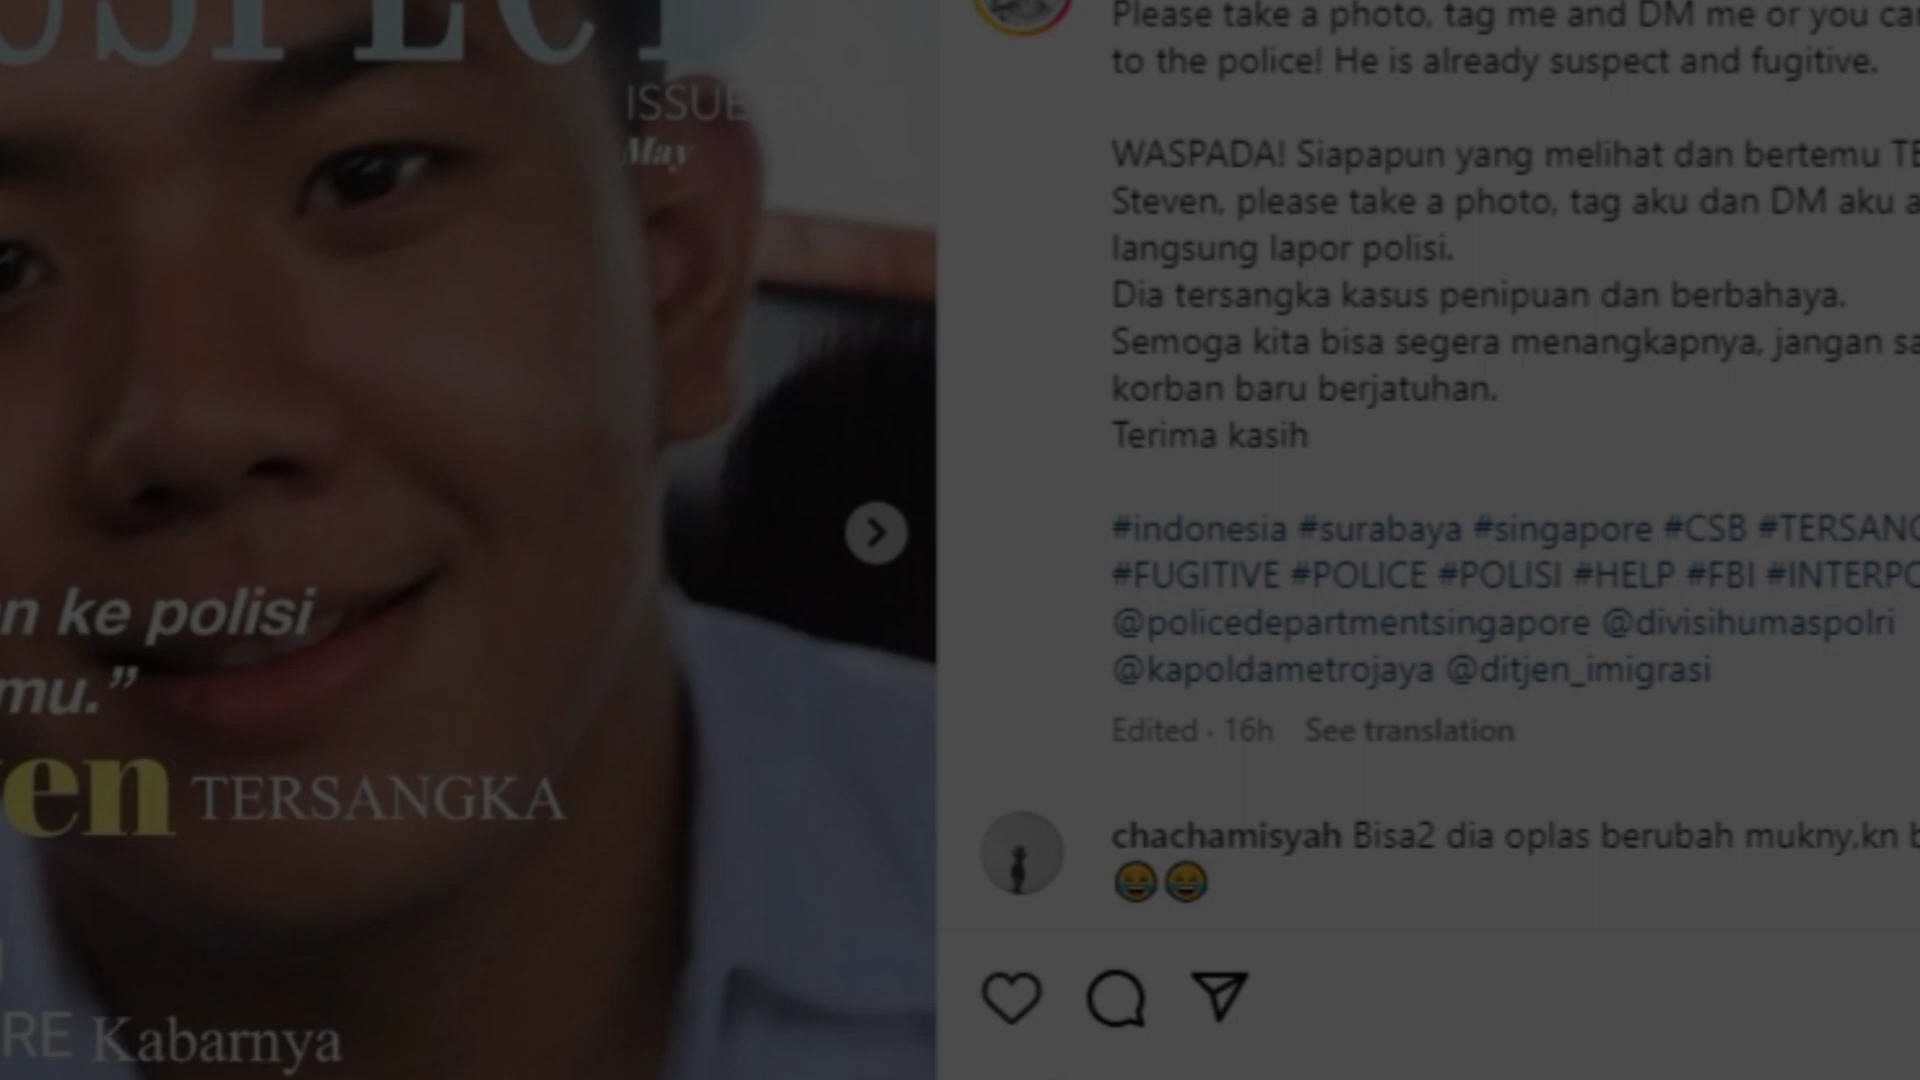 ISSUE
May
n ke polisi
mu.”
en TERSANGKA
RE Kabarnya
Please take a photo, tag me and DM me or you
to the police! He is already suspect and fugitive.
WASPADA! Siapapun yang melihat dan bertemu
Steven, please take a photo, tag aku dan DM aku
langsung lapor polisi.
Dia tersangka kasus penipuan dan berbahaya.
Semoga kita bisa segera menangkapnya, jangan
korban baru berjatuhan.
Terima kasih
#indonesia #surabaya #singapore #CSB #TERSANG
#FUGITIVE #POLICE #POLISI #HELP #FBI #INTERPO
@policedepartmentsingapore @divisihumaspolri
@kapoldametrojaya @ditjen_imigrasi
Edited · 16h See translation
chachamisyah Bisa2 dia oplas berubah mukny,kn